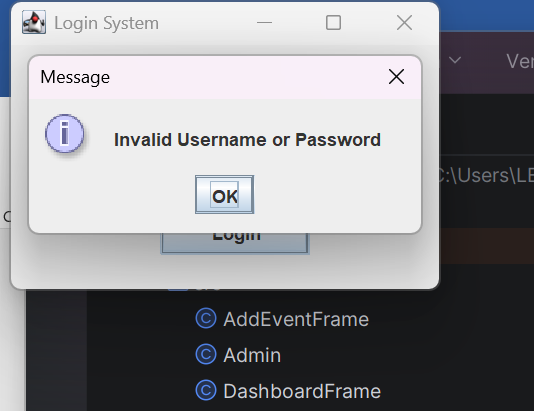 Login System
Message
Invalid Username or Password
OK
Login
C:\Users\LE
AddEventFrame
Admin
DashboardFrame